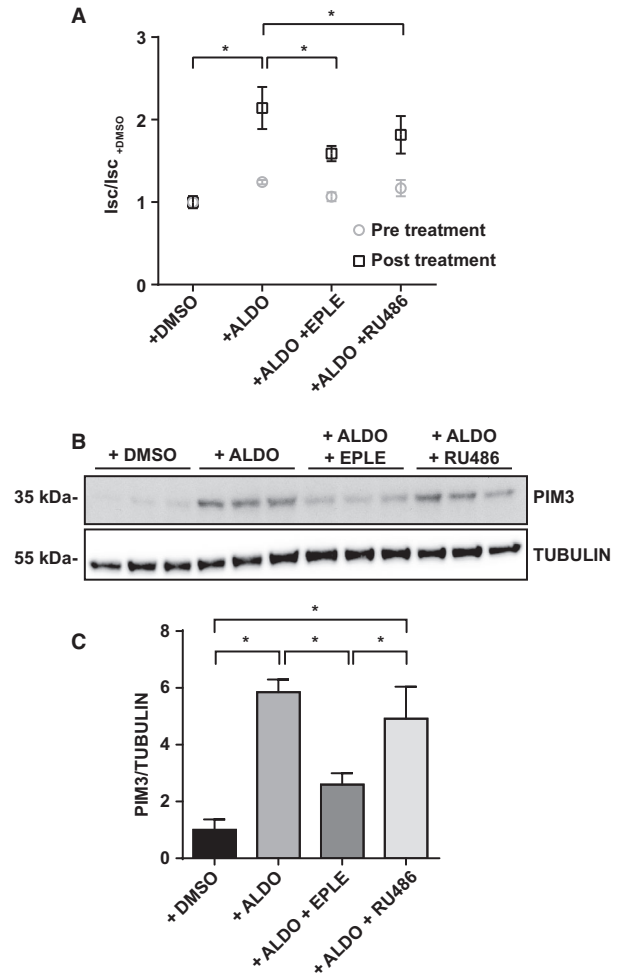 A
*
*
*
3
2
1
0
Isc/Isc +DMSO
Pre treatment
Post treatment
+DMSO
+ALDO
+ALDO +EPLE
+ALDO +RU486
B
+ DMSO
+ ALDO
+ ALDO
+ EPLE
+ ALDO
+ RU486
35 kDa-
PIM3
55 kDa-
TUBULIN
C
*
*
*
*
8
6
4
2
0
PIM3/TUBULIN
+ DMSO
+ ALDO
+ ALDO + EPLE
+ ALDO + RU486